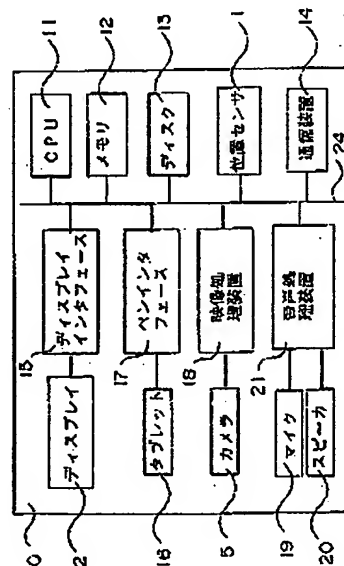 0
2
ディスプレイ
15
ディスプレイ
インタフェース
CPU
11
メモリ
12
16
タブレット
17
ペンインタ
フェース
ディスク
13
5
カメラ
18
映像処
理装置
位置センサ
1
19
マイク
20
スピーカ
21
音声処
理装置
通信装置
14
24